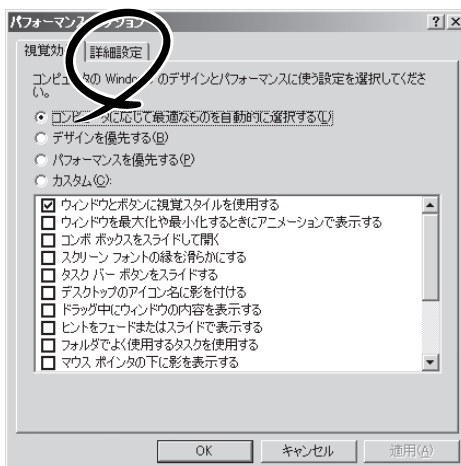 パフォーマンス
視覚効 詳細設定
のデザインとパフォーマンスに使う設定を選択してくださ
い。
に応じて最適なものを自動的に選択する(L)
デザインを優先する(B)
パフォーマンスを優先する(P)
カスタム(C):
ウィンドウとボタンに視覚スタイルを使用する
ウィンドウを最大化や最小化するときにアニメーションで表示する
コンボ ボックスをスライドして開く
スクリーン フォントの縁を滑らかにする
タスク バー ボタンをスライドする
デスクトップのアイコン名に影を付ける
ドラッグ中にウィンドウの内容を表示する
ヒントをフェードまたはスライドで表示する
フォルダでよく使用するタスクを使用する
マウス ポインタの下に影を表示する
OK キャンセル 適用(A)